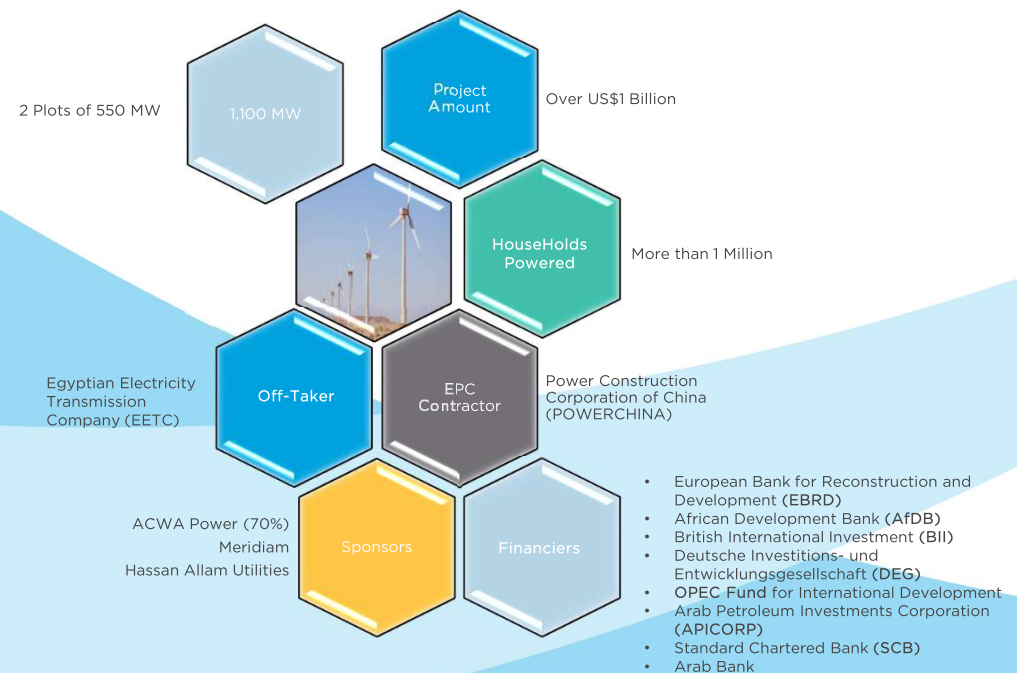 2 Plots of 550 MW
1,100 MW
Project
Amount
Over US$1 Billion
HouseHolds
Powered
More than 1 Million
Egyptian Electricity
Transmission
Company (EETC)
Off-Taker
EPC
Contractor
Power Construction
Corporation of China
(POWERCHINA)
ACWA Power (70%)
Meridiam
Hassan Allam Utilities
Sponsors
Financiers
• European Bank for Reconstruction and
Development (EBRD)
• African Development Bank (AfDB)
• British International Investment (BII)
• Deutsche Investitions- und
Entwicklungsgesellschaft (DEG)
• OPEC Fund for International Development
• Arab Petroleum Investments Corporation
(APICORP)
• Standard Chartered Bank (SCB)
• Arab Bank